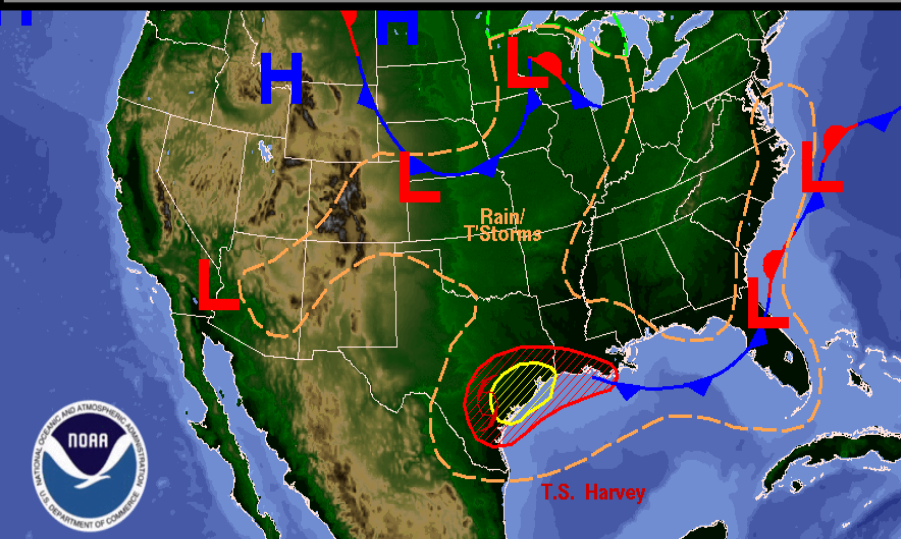 H
H
L
L
L
Rain/
T'Storms
L
L
NOAA
NATIONAL OCEANIC AND ATMOSPHERIC ADMINISTRATION
U.S. DEPARTMENT OF COMMERCE
T.S. Harvey